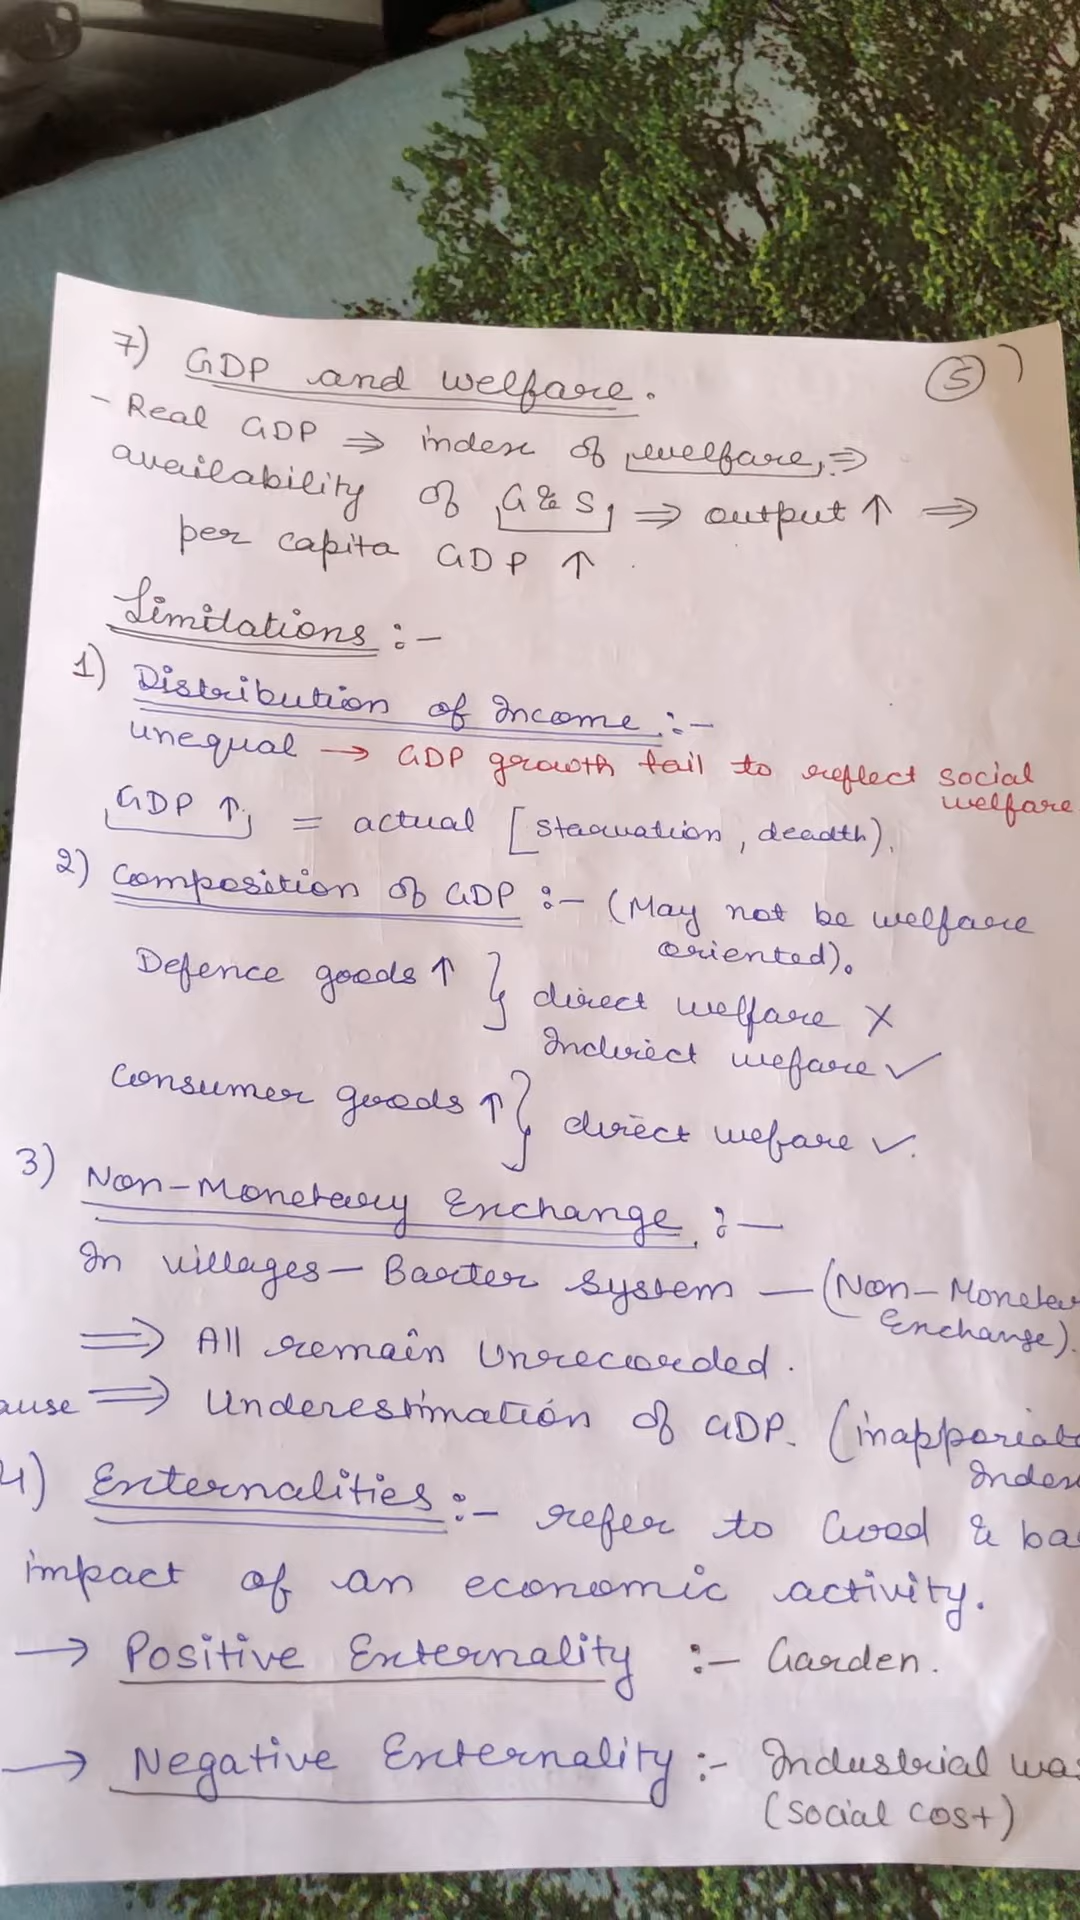 7) GDP and welfare.
5
- Real GDP ⇒ index of welfare, ⇒
availability of G & S, ⇒ output ↑ ⇒
per capita GDP ↑
Limitations :-
1) Distribution of Income :-
unequal → GDP growth fail to reflect social
welfare
GDP ↑, = actual [starvation, deadth).
2) Composition of GDP :- (May not be welfare
oriented).
Defence goods ↑ } direct welfare ×
Indirect wefare ✓
Consumer goods ↑ } direct wefare ✓.
3) Non-Monetary Exchange :-
In villages - Barter system - (Non-Monetar
Exchange).
⇒ All remain Unrecorded.
ause ⇒ Underestimation of GDP. (inapporiat
Index
4) Externalities :- refer to Good & ba
impact of an economic activity.
→ Positive Externality :- Garden.
→ Negative Externality :- Industrial wa
(social cost)